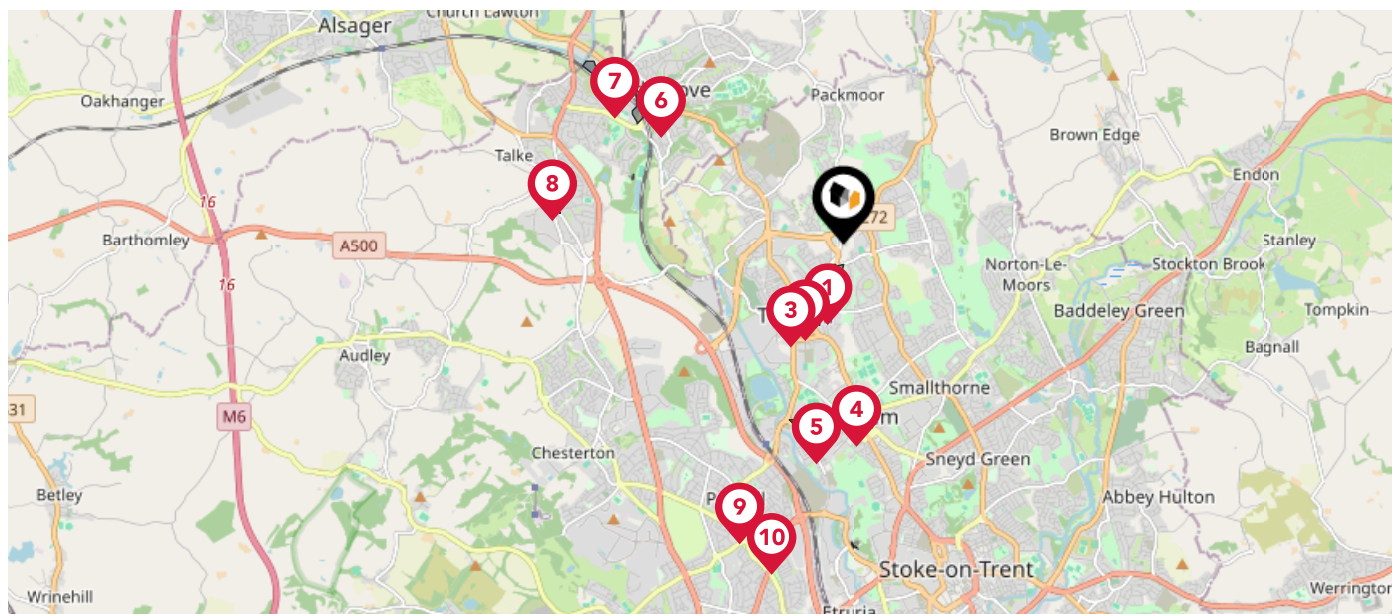 Church Lawton
Alsager
Oakhanger
7
6
ove
Packmoor
Brown Edge
Talke
8
Endon
16
272
Barthomley
A500
Stanley
Norton-Le-
Moors
Stockton Brook
16
1
3
T
Baddeley Green
Tompkin
Audley
Bagnall
Smallthorne
31
M6
4
m
5
Chesterton
Sneyd Green
Betley
Abbey Hulton
9
P
10
Stoke-on-Trent
Wrinehill
Werrington
Etruria